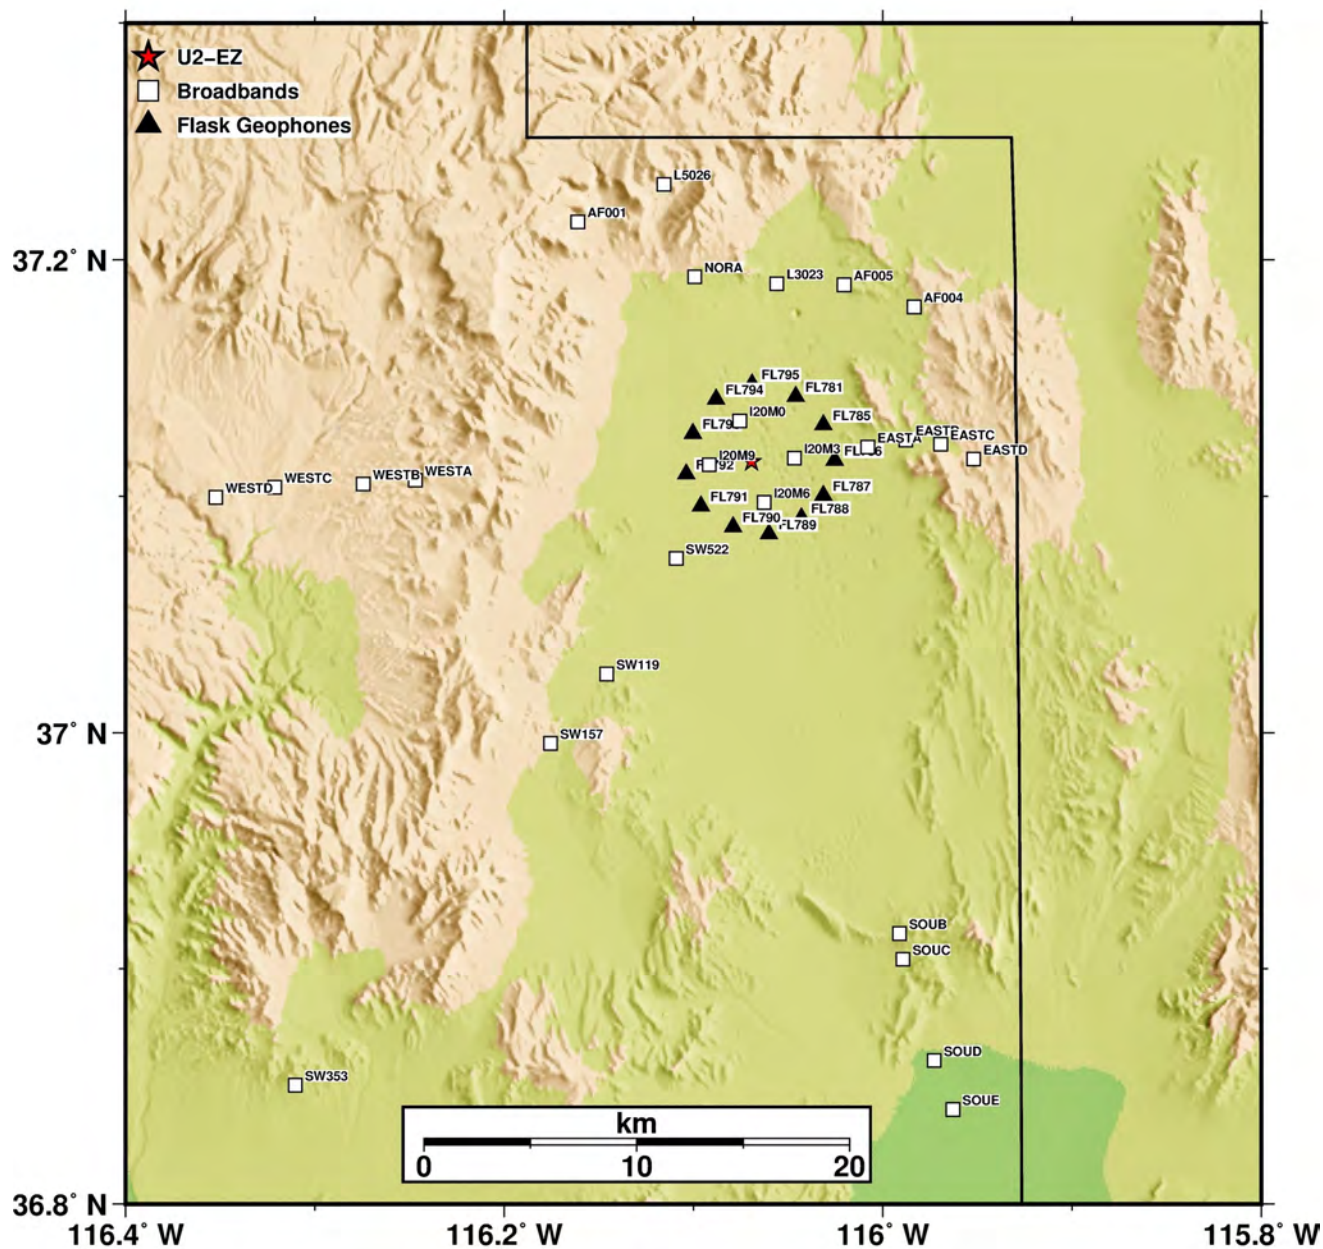 U2-EZ
Broadbands
Flask Geophones
L5026
AF001
37.2° N
NORA
L3023
AF005
AF004
FL795
FL794
FL781
I20M0
FL785
EASTB
EASTA
EASTC
I20M9
I20M3
EASTD
WESTA
WESTB
WESTC
WESTD
FL787
I20M6
FL791
FL788
FL790
FL789
SW522
SW119
37° N
SW157
SOUB
SOUC
SOUD
SW353
SOUE
km
0 10 20
36.8° N
116.4° W 116.2° W 116° W 115.8° W